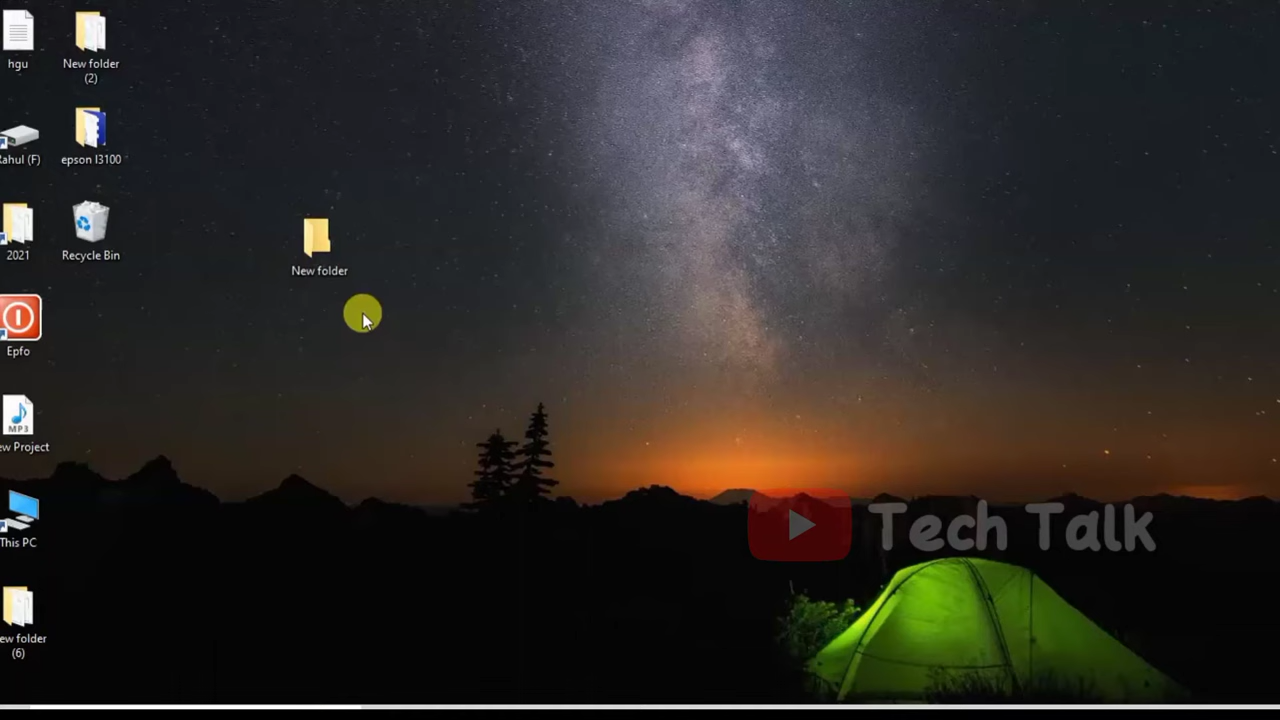 hgu
New folder
(2)
Rahul (F)
epson l3100
2021
Recycle Bin
New folder
Epfo
MP3
ew Project
This PC
ew folder
(6)
Tech Talk